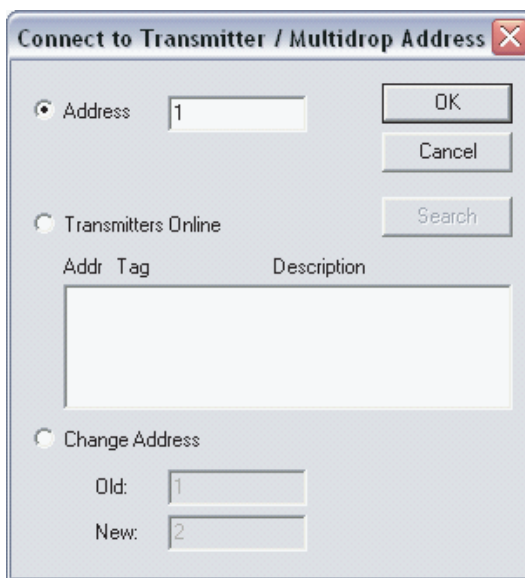 Connect to Transmitter / Multidrop Address
Address 1 OK
Cancel
Transmitters Online Search
Addr Tag Description
Change Address
Old: 1
New: 2